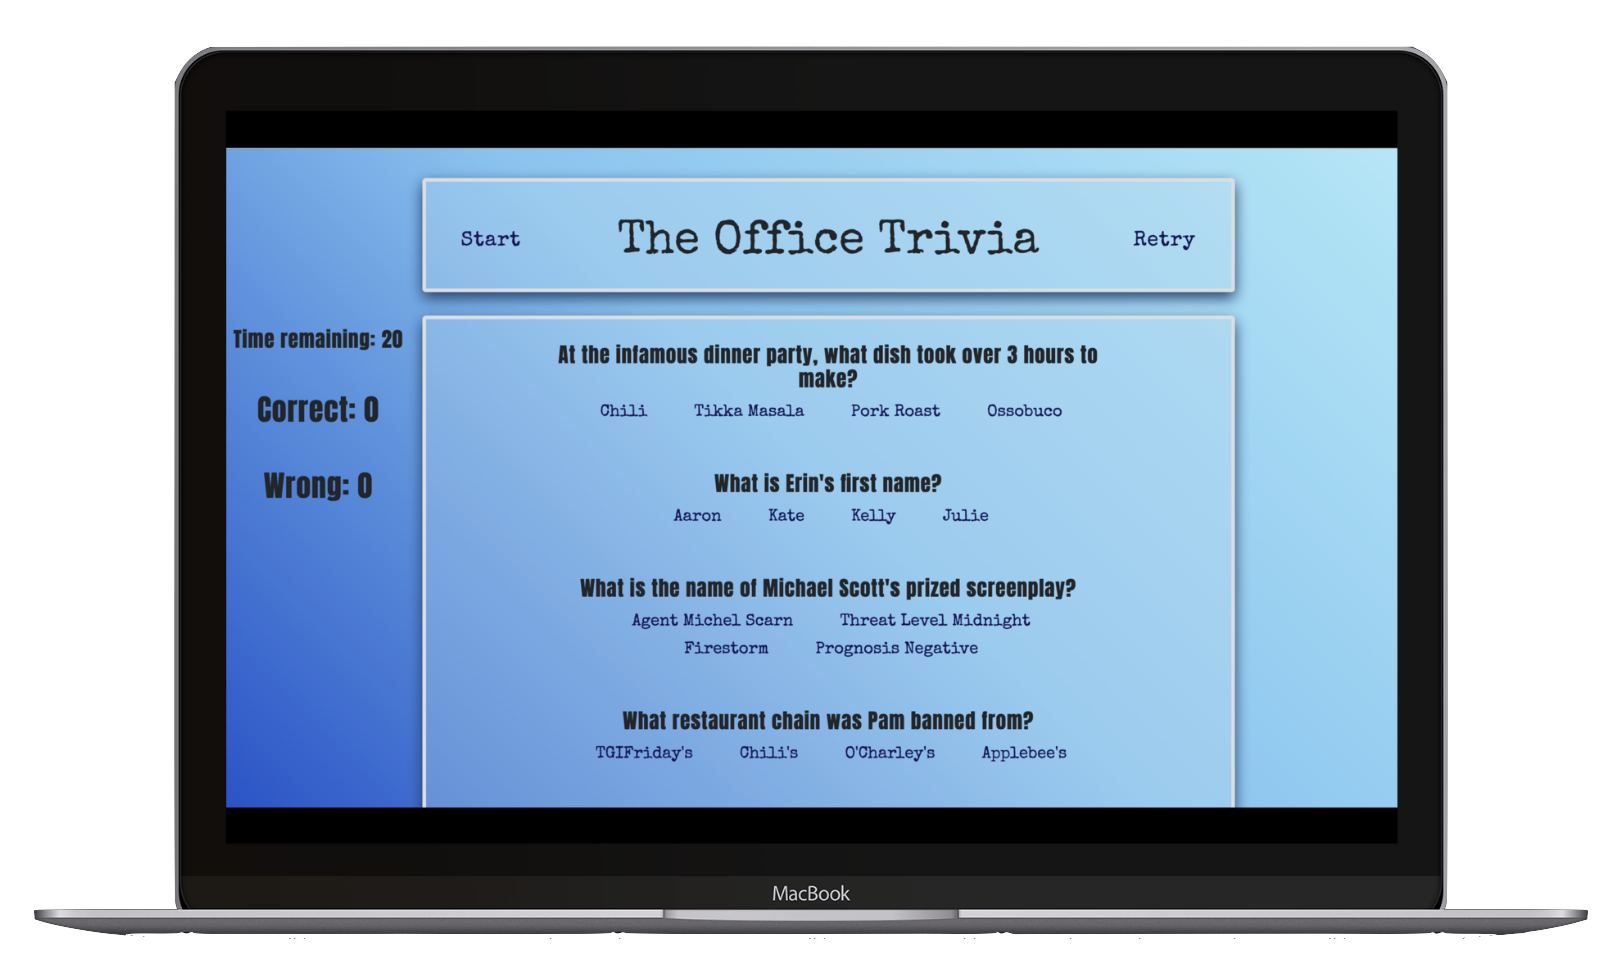 Start
The Office Trivia
Retry
Time remaining: 20
Correct: 0
Wrong: 0
At the infamous dinner party, what dish took over 3 hours to
make?
Chili Tikka Masala Pork Roast Ossobuco
What is Erin's first name?
Aaron Kate Kelly Julie
What is the name of Michael Scott's prized screenplay?
Agent Michel Scarn Threat Level Midnight
Firestorm Prognosis Negative
What restaurant chain was Pam banned from?
TGIFriday's Chili's O'Charley's Applebee's
MacBook